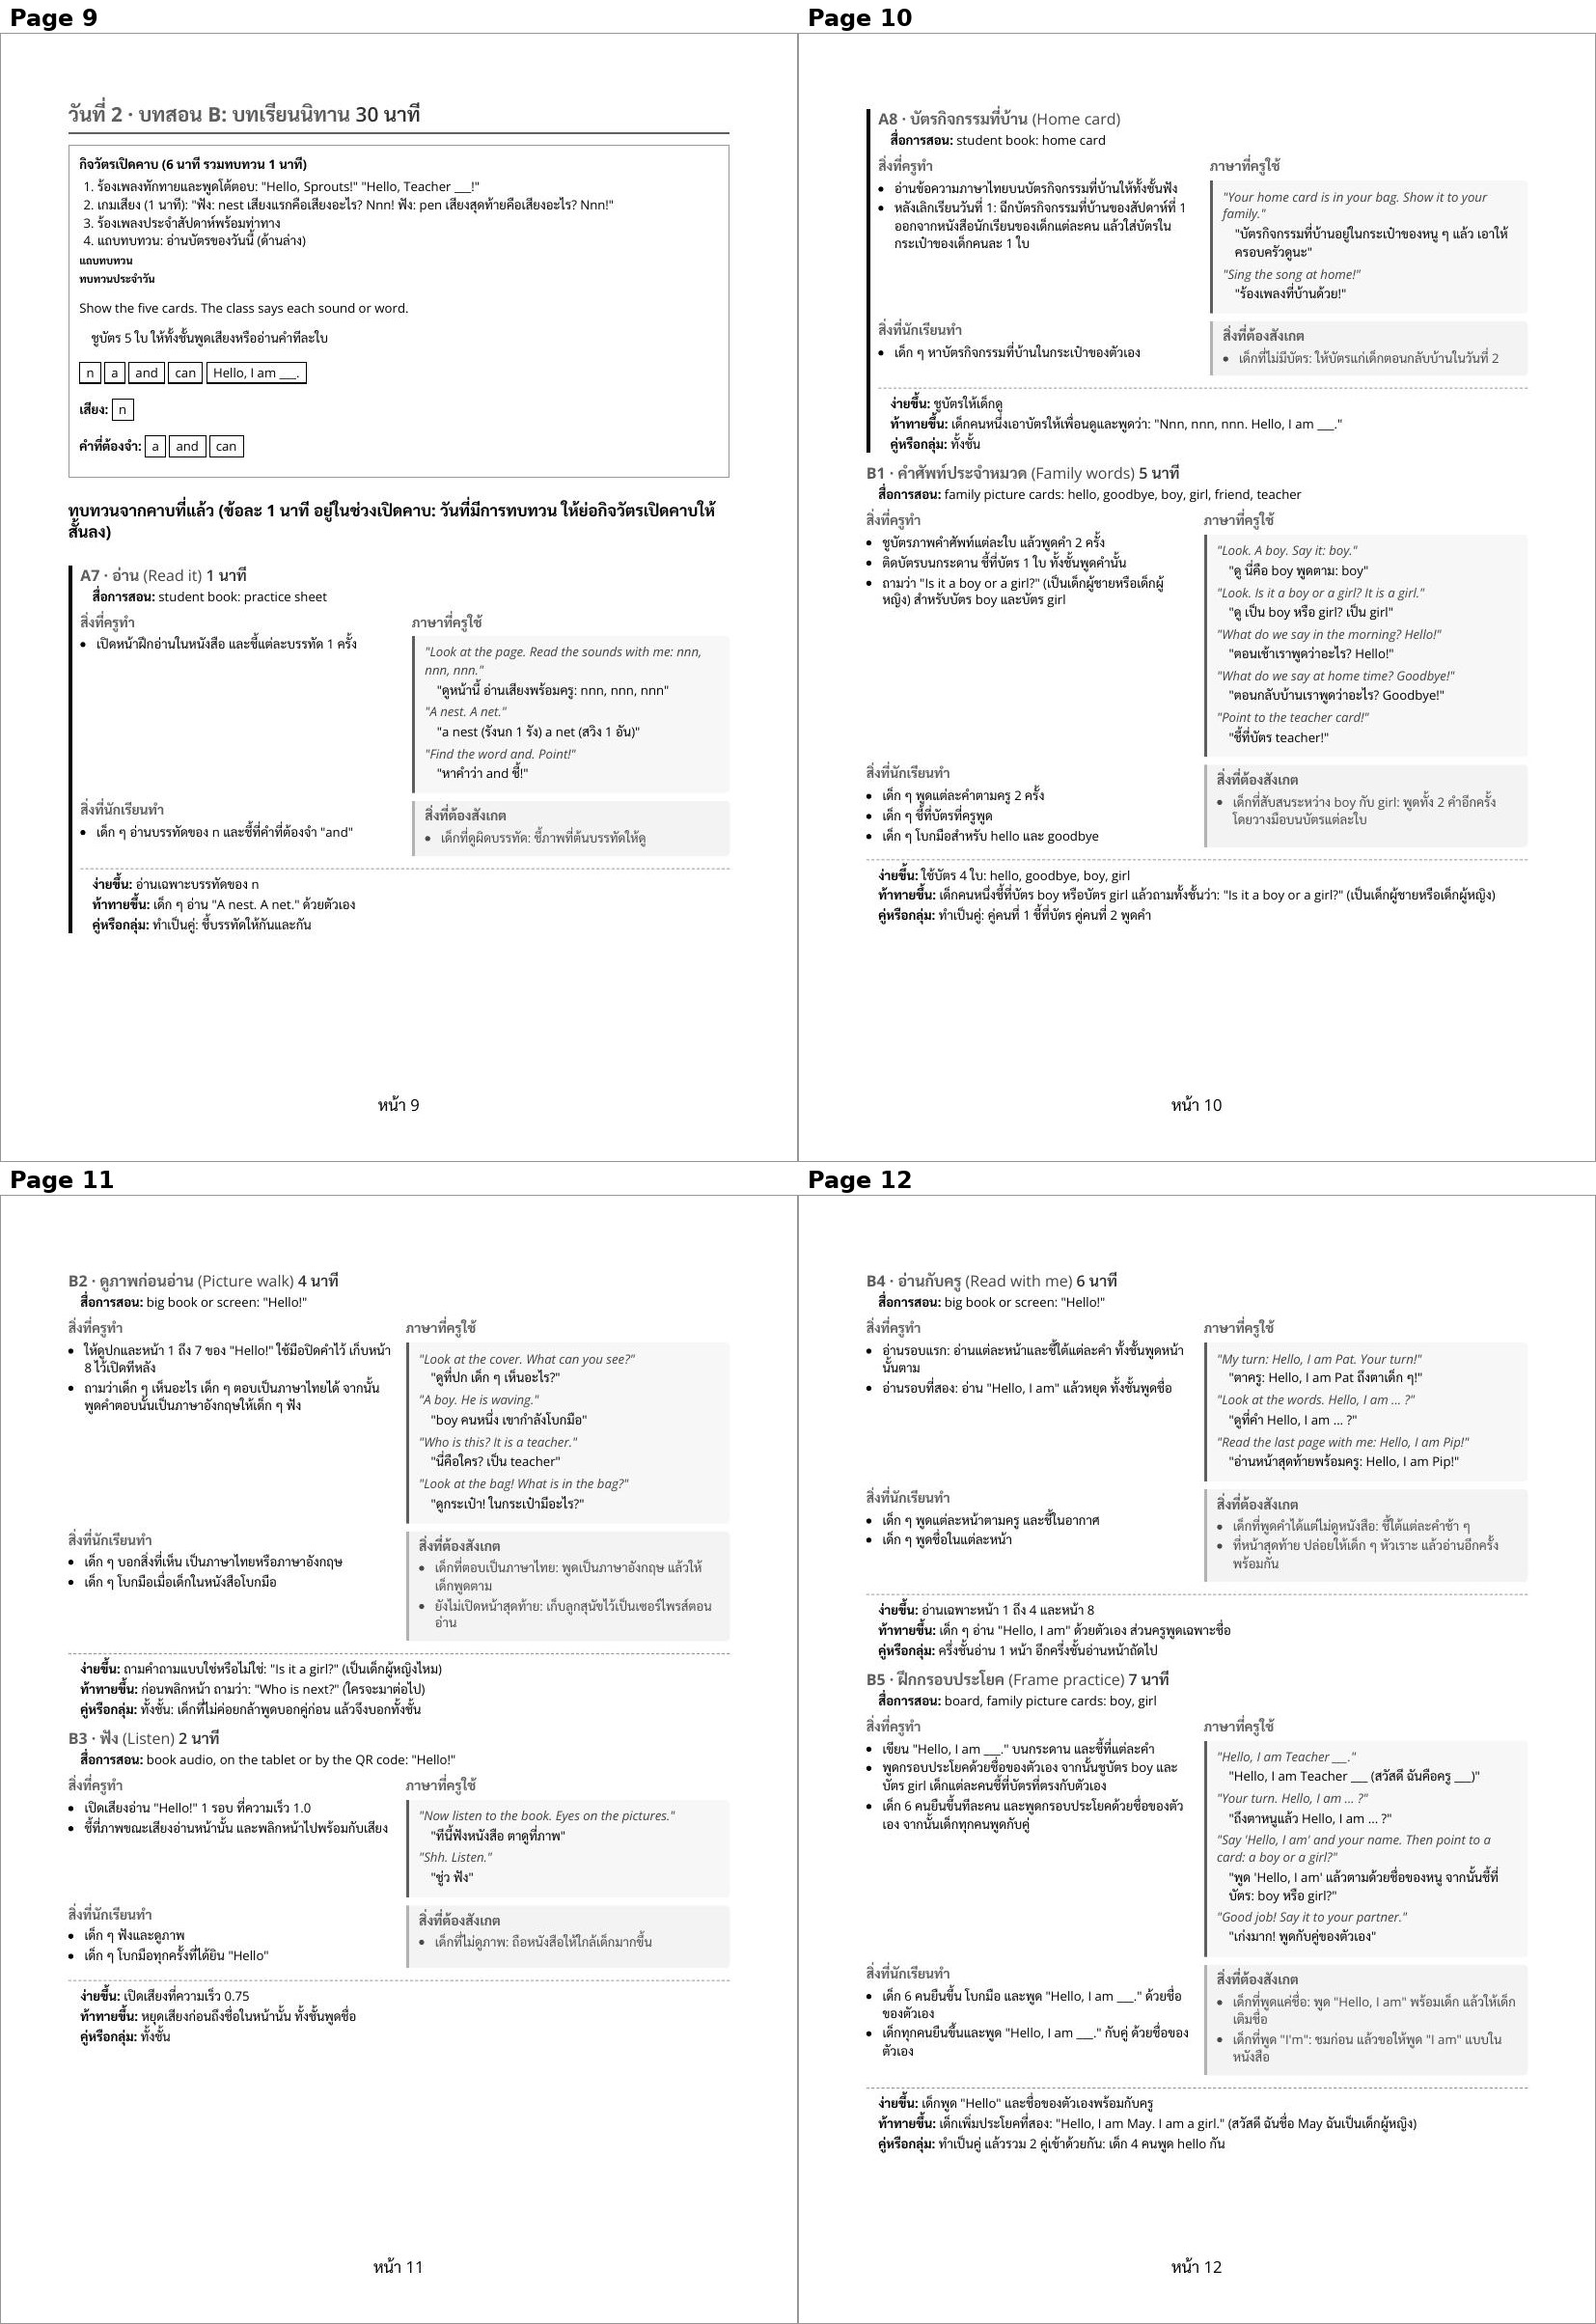 Page 9
วันที่ 2 · บทสอน B: บทเรียนนิทาน 30 นาที
กิจวัตรเปิดคาบ (6 นาที รวมทบทวน 1 นาที)
1. ร้องเพลงทักทายและพูดโต้ตอบ: "Hello, Sprouts!" "Hello, Teacher ___!"
2. เกมเสียง (1 นาที): "ฟัง: nest เสียงแรกคือเสียงอะไร? Nnn! ฟัง: pen เสียงสุดท้ายคือเสียงอะไร? Nnn!"
3. ร้องเพลงประจำสัปดาห์พร้อมท่าทาง
4. แถบทบทวน: อ่านบัตรของวันนี้ (ด้านล่าง)
แถบทบทวน
ทบทวนประจำวัน
Show the five cards. The class says each sound or word.
ชูบัตร 5 ใบ ให้ทั้งชั้นพูดเสียงหรืออ่านคำทีละใบ
n a and can Hello, I am ___.
เสียง: n
คำที่ต้องจำ: a and can
ทบทวนจากคาบที่แล้ว (ข้อละ 1 นาที อยู่ในช่วงเปิดคาบ: วันที่มีการทบทวน ให้ย่อกิจวัตรเปิดคาบให้
สั้นลง)
A7 · อ่าน (Read it) 1 นาที
สื่อการสอน: student book: practice sheet
สิ่งที่ครูทำ
• เปิดหน้าฝึกอ่านในหนังสือ และชี้แต่ละบรรทัด 1 ครั้ง
ภาษาที่ครูใช้
"Look at the page. Read the sounds with me: nnn,
nnn, nnn."
"ดูหน้านี้ อ่านเสียงพร้อมครู: nnn, nnn, nnn"
"A nest. A net."
"a nest (รังนก 1 รัง) a net (สวิง 1 อัน)"
"Find the word and. Point!"
"หาคำว่า and ชี้!"
สิ่งที่นักเรียนทำ
• เด็ก ๆ อ่านบรรทัดของ n และชี้ที่คำที่ต้องจำ "and"
สิ่งที่ต้องสังเกต
• เด็กที่ดูผิดบรรทัด: ชี้ภาพที่ต้นบรรทัดให้ดู
ง่ายขึ้น: อ่านเฉพาะบรรทัดของ n
ท้าทายขึ้น: เด็ก ๆ อ่าน "A nest. A net." ด้วยตัวเอง
คู่หรือกลุ่ม: ทำเป็นคู่: ชี้บรรทัดให้กันและกัน
หน้า 9
Page 10
A8 · บัตรกิจกรรมที่บ้าน (Home card)
สื่อการสอน: student book: home card
สิ่งที่ครูทำ
• อ่านข้อความภาษาไทยบนบัตรกิจกรรมที่บ้านให้ทั้งชั้นฟัง
• หลังเลิกเรียนวันที่ 1: ฉีกบัตรกิจกรรมที่บ้านของสัปดาห์ที่ 1
ออกจากหนังสือนักเรียนของเด็กแต่ละคน แล้วใส่บัตรใน
กระเป๋าของเด็กคนละ 1 ใบ
ภาษาที่ครูใช้
"Your home card is in your bag. Show it to your
family."
"บัตรกิจกรรมที่บ้านอยู่ในกระเป๋าของหนู ๆ แล้ว เอาให้
ครอบครัวดูนะ"
"Sing the song at home!"
"ร้องเพลงที่บ้านด้วย!"
สิ่งที่นักเรียนทำ
• เด็ก ๆ หาบัตรกิจกรรมที่บ้านในกระเป๋าของตัวเอง
สิ่งที่ต้องสังเกต
• เด็กที่ไม่มีบัตร: ให้บัตรแก่เด็กตอนกลับบ้านในวันที่ 2
ง่ายขึ้น: ชูบัตรให้เด็กดู
ท้าทายขึ้น: เด็กคนหนึ่งเอาบัตรให้เพื่อนดูและพูดว่า: "Nnn, nnn, nnn. Hello, I am ___."
คู่หรือกลุ่ม: ทั้งชั้น
B1 · คำศัพท์ประจำหมวด (Family words) 5 นาที
สื่อการสอน: family picture cards: hello, goodbye, boy, girl, friend, teacher
สิ่งที่ครูทำ
• ชูบัตรภาพคำศัพท์แต่ละใบ แล้วพูดคำ 2 ครั้ง
• ติดบัตรบนกระดาน ชี้ที่บัตร 1 ใบ ทั้งชั้นพูดคำนั้น
• ถามว่า "Is it a boy or a girl?" (เป็นเด็กผู้ชายหรือเด็กผู้
หญิง) สำหรับบัตร boy และบัตร girl
ภาษาที่ครูใช้
"Look. A boy. Say it: boy."
"ดู นี่คือ boy พูดตาม: boy"
"Look. Is it a boy or a girl? It is a girl."
"ดู เป็น boy หรือ girl? เป็น girl"
"What do we say in the morning? Hello!"
"ตอนเช้าเราพูดว่าอะไร? Hello!"
"What do we say at home time? Goodbye!"
"ตอนกลับบ้านเราพูดว่าอะไร? Goodbye!"
"Point to the teacher card!"
"ชี้ที่บัตร teacher!"
สิ่งที่นักเรียนทำ
• เด็ก ๆ พูดแต่ละคำตามครู 2 ครั้ง
• เด็ก ๆ ชี้ที่บัตรที่ครูพูด
• เด็ก ๆ โบกมือสำหรับ hello และ goodbye
สิ่งที่ต้องสังเกต
• เด็กที่สับสนระหว่าง boy กับ girl: พูดทั้ง 2 คำอีกครั้ง
โดยวางมือบนบัตรแต่ละใบ
ง่ายขึ้น: ใช้บัตร 4 ใบ: hello, goodbye, boy, girl
ท้าทายขึ้น: เด็กคนหนึ่งชี้ที่บัตร boy หรือบัตร girl แล้วถามทั้งชั้นว่า: "Is it a boy or a girl?" (เป็นเด็กผู้ชายหรือเด็กผู้หญิง)
คู่หรือกลุ่ม: ทำเป็นคู่: คู่คนที่ 1 ชี้ที่บัตร คู่คนที่ 2 พูดคำ
หน้า 10
Page 11
B2 · ดูภาพก่อนอ่าน (Picture walk) 4 นาที
สื่อการสอน: big book or screen: "Hello!"
สิ่งที่ครูทำ
• ให้ดูปกและหน้า 1 ถึง 7 ของ "Hello!" ใช้มือปิดคำไว้ เก็บหน้า
8 ไว้เปิดทีหลัง
• ถามว่าเด็ก ๆ เห็นอะไร เด็ก ๆ ตอบเป็นภาษาไทยได้ จากนั้น
พูดคำตอบนั้นเป็นภาษาอังกฤษให้เด็ก ๆ ฟัง
ภาษาที่ครูใช้
"Look at the cover. What can you see?"
"ดูที่ปก เด็ก ๆ เห็นอะไร?"
"A boy. He is waving."
"boy คนหนึ่ง เขากำลังโบกมือ"
"Who is this? It is a teacher."
"นี่คือใคร? เป็น teacher"
"Look at the bag! What is in the bag?"
"ดูกระเป๋า! ในกระเป๋ามีอะไร?"
สิ่งที่นักเรียนทำ
• เด็ก ๆ บอกสิ่งที่เห็น เป็นภาษาไทยหรือภาษาอังกฤษ
• เด็ก ๆ โบกมือเมื่อเด็กในหนังสือโบกมือ
สิ่งที่ต้องสังเกต
• เด็กที่ตอบเป็นภาษาไทย: พูดเป็นภาษาอังกฤษ แล้วให้
เด็กพูดตาม
• ยังไม่เปิดหน้าสุดท้าย: เก็บลูกสุนัขไว้เป็นเซอร์ไพรส์ตอน
อ่าน
ง่ายขึ้น: ถามคำถามแบบใช่หรือไม่ใช่: "Is it a girl?" (เป็นเด็กผู้หญิงไหม)
ท้าทายขึ้น: ก่อนพลิกหน้า ถามว่า: "Who is next?" (ใครจะมาต่อไป)
คู่หรือกลุ่ม: ทั้งชั้น: เด็กที่ไม่ค่อยกล้าพูดบอกคู่ก่อน แล้วจึงบอกทั้งชั้น
B3 · ฟัง (Listen) 2 นาที
สื่อการสอน: book audio, on the tablet or by the QR code: "Hello!"
สิ่งที่ครูทำ
• เปิดเสียงอ่าน "Hello!" 1 รอบ ที่ความเร็ว 1.0
• ชี้ที่ภาพขณะเสียงอ่านหน้านั้น และพลิกหน้าไปพร้อมกับเสียง
ภาษาที่ครูใช้
"Now listen to the book. Eyes on the pictures."
"ทีนี้ฟังหนังสือ ตาดูที่ภาพ"
"Shh. Listen."
"ชู่ว ฟัง"
สิ่งที่นักเรียนทำ
• เด็ก ๆ ฟังและดูภาพ
• เด็ก ๆ โบกมือทุกครั้งที่ได้ยิน "Hello"
สิ่งที่ต้องสังเกต
• เด็กที่ไม่ดูภาพ: ถือหนังสือให้ใกล้เด็กมากขึ้น
ง่ายขึ้น: เปิดเสียงที่ความเร็ว 0.75
ท้าทายขึ้น: หยุดเสียงก่อนถึงชื่อในหน้านั้น ทั้งชั้นพูดชื่อ
คู่หรือกลุ่ม: ทั้งชั้น
หน้า 11
Page 12
B4 · อ่านกับครู (Read with me) 6 นาที
สื่อการสอน: big book or screen: "Hello!"
สิ่งที่ครูทำ
• อ่านรอบแรก: อ่านแต่ละหน้าและชี้ใต้แต่ละคำ ทั้งชั้นพูดหน้า
นั้นตาม
• อ่านรอบที่สอง: อ่าน "Hello, I am" แล้วหยุด ทั้งชั้นพูดชื่อ
ภาษาที่ครูใช้
"My turn: Hello, I am Pat. Your turn!"
"ตาครู: Hello, I am Pat ถึงตาเด็ก ๆ!"
"Look at the words. Hello, I am ... ?"
"ดูที่คำ Hello, I am ... ?"
"Read the last page with me: Hello, I am Pip!"
"อ่านหน้าสุดท้ายพร้อมครู: Hello, I am Pip!"
สิ่งที่นักเรียนทำ
• เด็ก ๆ พูดแต่ละหน้าตามครู และชี้ในอากาศ
• เด็ก ๆ พูดชื่อในแต่ละหน้า
สิ่งที่ต้องสังเกต
• เด็กที่พูดคำได้แต่ไม่ดูหนังสือ: ชี้ใต้แต่ละคำช้า ๆ
• ที่หน้าสุดท้าย ปล่อยให้เด็ก ๆ หัวเราะ แล้วอ่านอีกครั้ง
พร้อมกัน
ง่ายขึ้น: อ่านเฉพาะหน้า 1 ถึง 4 และหน้า 8
ท้าทายขึ้น: เด็ก ๆ อ่าน "Hello, I am" ด้วยตัวเอง ส่วนครูพูดเฉพาะชื่อ
คู่หรือกลุ่ม: ครึ่งชั้นอ่าน 1 หน้า อีกครึ่งชั้นอ่านหน้าถัดไป
B5 · ฝึกกรอบประโยค (Frame practice) 7 นาที
สื่อการสอน: board, family picture cards: boy, girl
สิ่งที่ครูทำ
• เขียน "Hello, I am ___." บนกระดาน และชี้ที่แต่ละคำ
• พูดกรอบประโยคด้วยชื่อของตัวเอง จากนั้นชูบัตร boy และ
บัตร girl เด็กแต่ละคนชี้ที่บัตรที่ตรงกับตัวเอง
• เด็ก 6 คนยืนขึ้นทีละคน และพูดกรอบประโยคด้วยชื่อของตัว
เอง จากนั้นเด็กทุกคนพูดกับคู่
ภาษาที่ครูใช้
"Hello, I am Teacher ___."
"Hello, I am Teacher ___ (สวัสดี ฉันคือครู ___)"
"Your turn. Hello, I am ... ?"
"ถึงตาหนูแล้ว Hello, I am ... ?"
"Say 'Hello, I am' and your name. Then point to a
card: a boy or a girl?"
"พูด 'Hello, I am' แล้วตามด้วยชื่อของหนู จากนั้นชี้ที่
บัตร: boy หรือ girl?"
"Good job! Say it to your partner."
"เก่งมาก! พูดกับคู่ของตัวเอง"
สิ่งที่นักเรียนทำ
• เด็ก 6 คนยืนขึ้น โบกมือ และพูด "Hello, I am ___." ด้วยชื่อ
ของตัวเอง
• เด็กทุกคนยืนขึ้นและพูด "Hello, I am ___." กับคู่ ด้วยชื่อของ
ตัวเอง
สิ่งที่ต้องสังเกต
• เด็กที่พูดแค่ชื่อ: พูด "Hello, I am" พร้อมเด็ก แล้วให้เด็ก
เติมชื่อ
• เด็กที่พูด "I'm": ชมก่อน แล้วขอให้พูด "I am" แบบใน
หนังสือ
ง่ายขึ้น: เด็กพูด "Hello" และชื่อของตัวเองพร้อมกับครู
ท้าทายขึ้น: เด็กเพิ่มประโยคที่สอง: "Hello, I am May. I am a girl." (สวัสดี ฉันชื่อ May ฉันเป็นเด็กผู้หญิง)
คู่หรือกลุ่ม: ทำเป็นคู่ แล้วรวม 2 คู่เข้าด้วยกัน: เด็ก 4 คนพูด hello กัน
หน้า 12